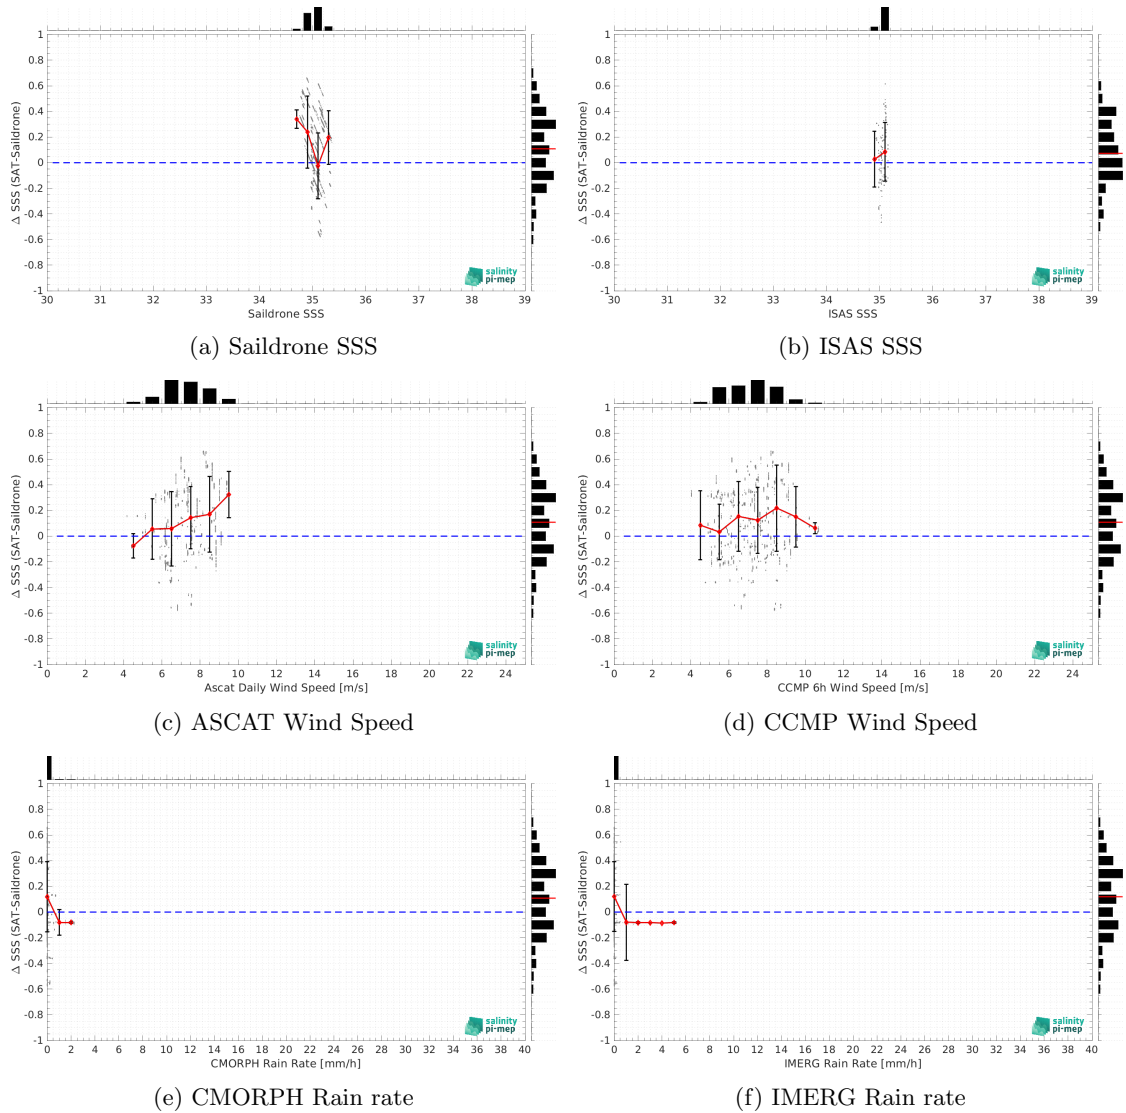 1
0.8
0.6
0.4
0.2
0
-0.2
-0.4
-0.6
-0.8
-1
Δ SSS (SAT-Saildrone)
salinity
pi-mep
30 31 32 33 34 35 36 37 38 39
Saildrone SSS
(a) Saildrone SSS
1
0.8
0.6
0.4
0.2
0
-0.2
-0.4
-0.6
-0.8
-1
Δ SSS (SAT-Saildrone)
salinity
pi-mep
30 31 32 33 34 35 36 37 38 39
ISAS SSS
(b) ISAS SSS
1
0.8
0.6
0.4
0.2
0
-0.2
-0.4
-0.6
-0.8
-1
Δ SSS (SAT-Saildrone)
salinity
pi-mep
0 2 4 6 8 10 12 14 16 18 20 22 24
Ascat Daily Wind Speed [m/s]
(c) ASCAT Wind Speed
1
0.8
0.6
0.4
0.2
0
-0.2
-0.4
-0.6
-0.8
-1
Δ SSS (SAT-Saildrone)
salinity
pi-mep
0 2 4 6 8 10 12 14 16 18 20 22 24
CCMP 6h Wind Speed [m/s]
(d) CCMP Wind Speed
1
0.8
0.6
0.4
0.2
0
-0.2
-0.4
-0.6
-0.8
-1
Δ SSS (SAT-Saildrone)
salinity
pi-mep
0 2 4 6 8 10 12 14 16 18 20 22 24 26 28 30 32 34 36 38 40
CMORPH Rain Rate [mm/h]
(e) CMORPH Rain rate
1
0.8
0.6
0.4
0.2
0
-0.2
-0.4
-0.6
-0.8
-1
Δ SSS (SAT-Saildrone)
salinity
pi-mep
0 2 4 6 8 10 12 14 16 18 20 22 24 26 28 30 32 34 36 38 40
IMERG Rain Rate [mm/h]
(f) IMERG Rain rate